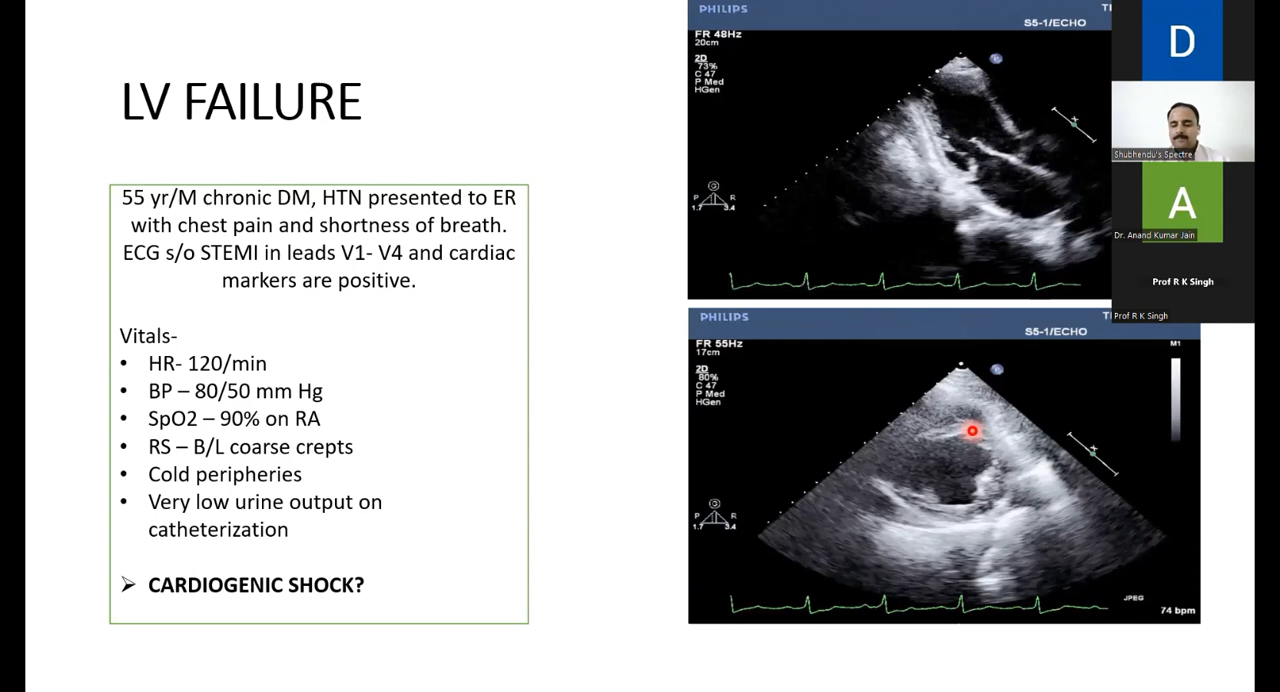 LV FAILURE
55 yr/M chronic DM, HTN presented to ER
with chest pain and shortness of breath.
ECG s/o STEMI in leads V1- V4 and cardiac
markers are positive.
Vitals-
• HR- 120/min
• BP – 80/50 mm Hg
• SpO2 – 90% on RA
• RS – B/L coarse crepts
• Cold peripheries
• Very low urine output on
catheterization
➢ CARDIOGENIC SHOCK?
PHILIPS
S5-1/ECHO
FR 48Hz
20cm
2D
73%
C 47
P Med
HGen
P R
1.7 3.4
PHILIPS
S5-1/ECHO
FR 55Hz
17cm
2D
80%
C 47
P Med
HGen
M1
P R
1.7 3.4
JPEG
74 bpm
D
Shubhendu's Spectre
A
Dr. Anand Kumar Jain
Prof R K Singh
Prof R K Singh